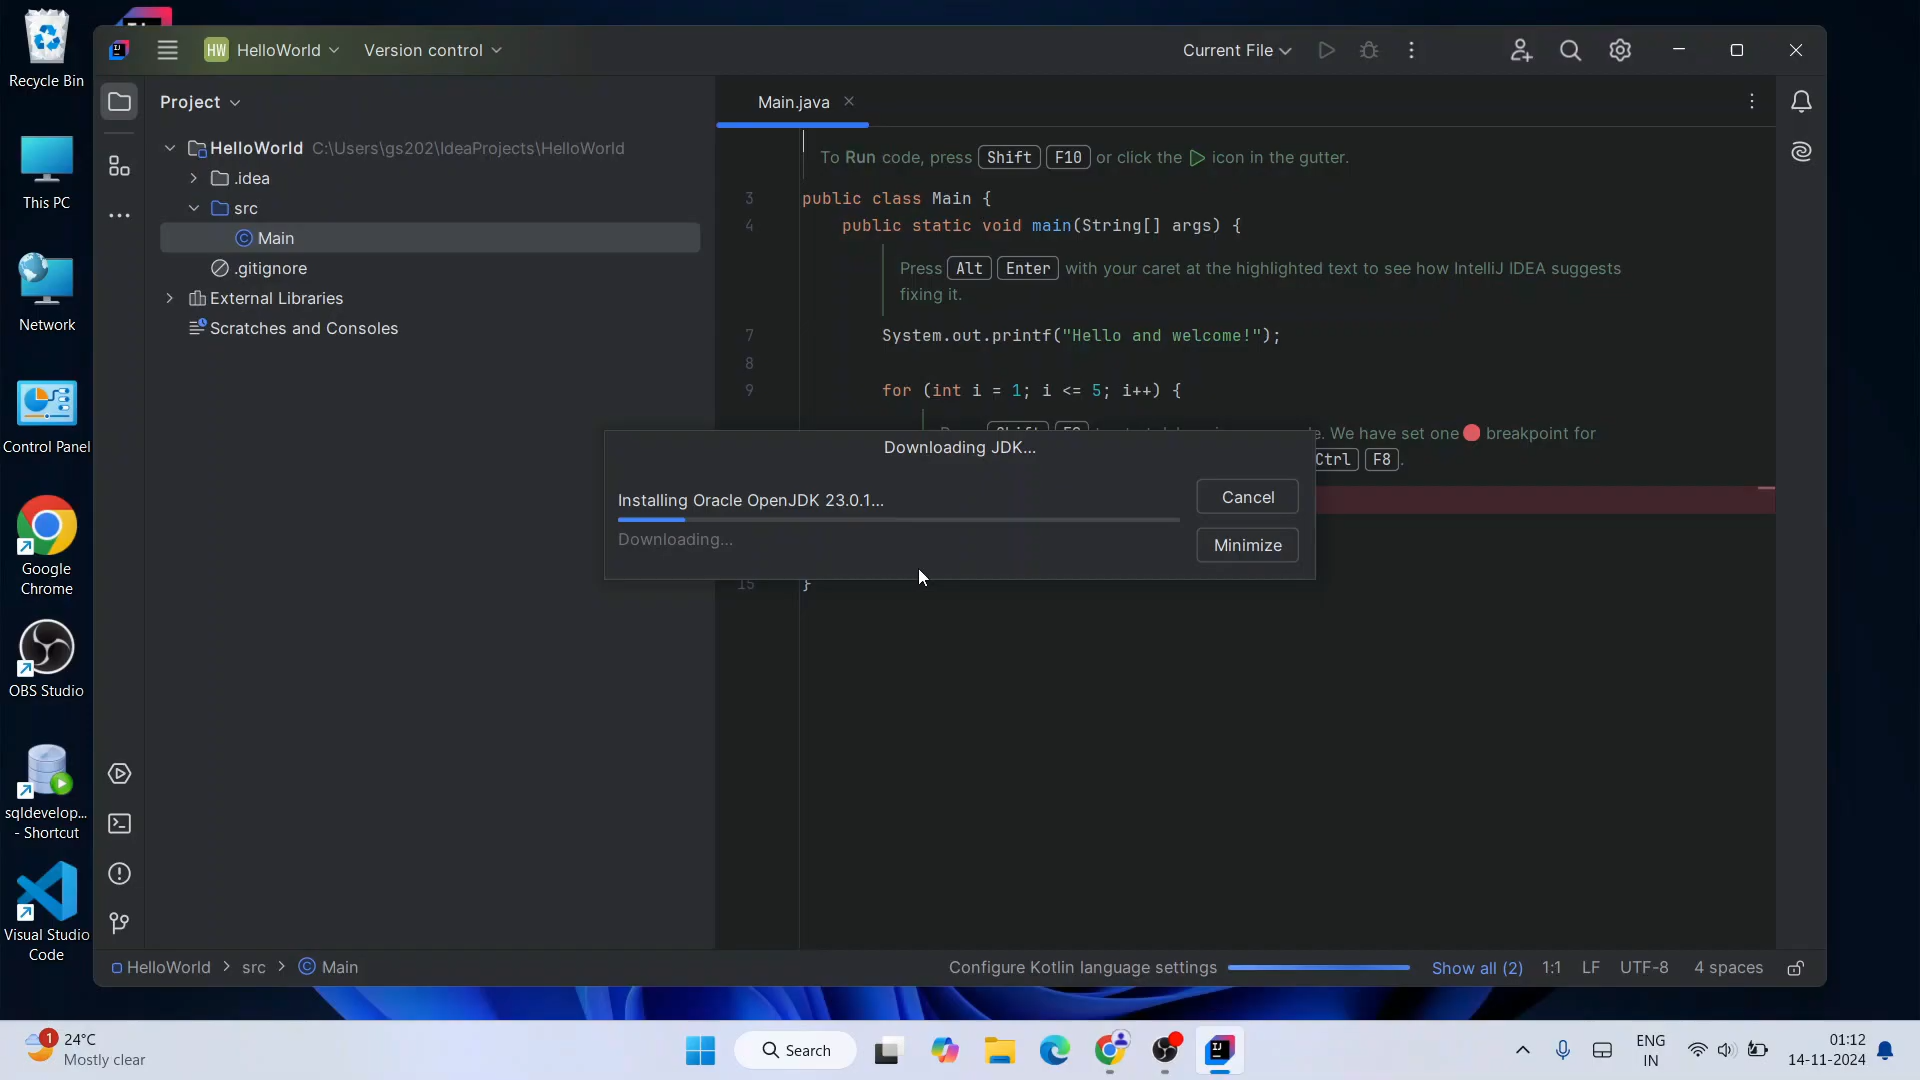 Recycle Bin
This PC
Network
Control Panel
Google
Chrome
OBS Studio
sqldevelop...
- Shortcut
Visual Studio
Code
HW HelloWorld
Version control
Current File
Project
HelloWorld C:\Users\gs202\IdeaProjects\HelloWorld
.idea
src
Main
.gitignore
External Libraries
Scratches and Consoles
Main.java
To Run code, press Shift F10 or click the icon in the gutter.
3 public class Main {
4 public static void main(String[] args) {
Press Alt Enter with your caret at the highlighted text to see how IntelliJ IDEA suggests
fixing it.
7 System.out.printf("Hello and welcome!");
8
9 for (int i = 1; i <= 5; i++) {
. We have set one breakpoint for
Ctrl F8.
Downloading JDK...
Installing Oracle OpenJDK 23.0.1...
Downloading...
Cancel
Minimize
15 }
HelloWorld > src > Main
Configure Kotlin language settings
Show all (2)
1:1
LF
UTF-8
4 spaces
1
24°C
Mostly clear
Search
ENG
IN
01:12
14-11-2024